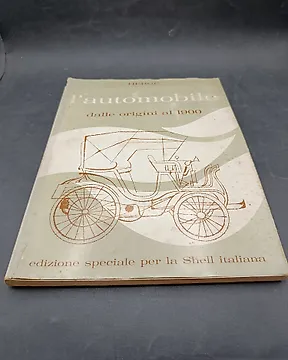 l'automobile
dalle origini al 1900
edizione speciale per la Shell italiana